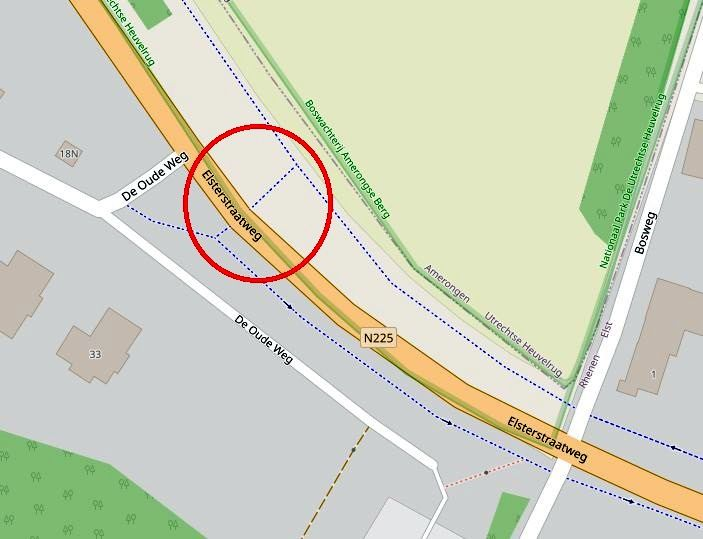 echtse Heuvelrug
Boswachterij Amerongse Berg
Nationaal Park De Utrechtse Heuvelrug
18N
De Oude Weg
Elsterstraatweg
Bosweg
Amerongen
Utrechtse Heuvelrug
Rhenen
Elst
De Oude Weg
N225
33
1
Elsterstraatweg